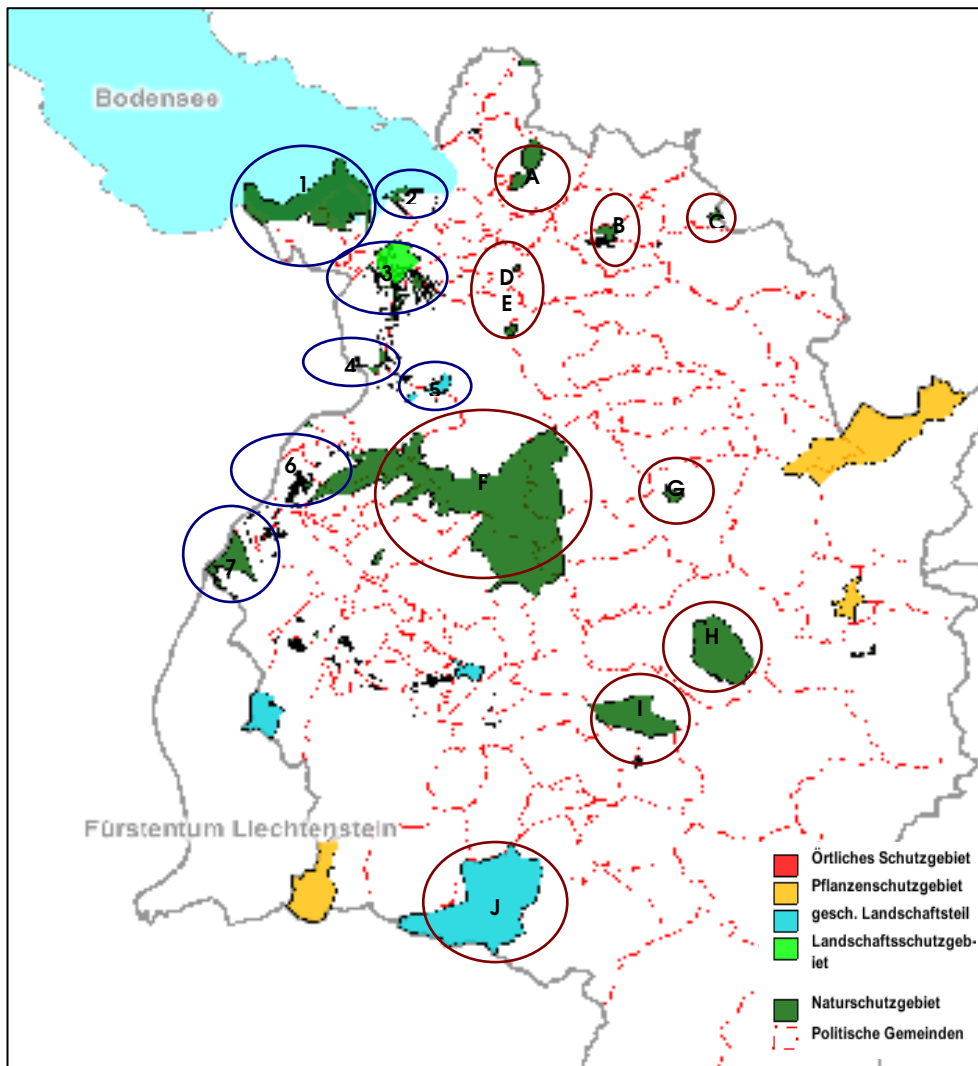 Bodensee
1
2
A
B
C
3
D
E
4
5
6
F
G
7
H
I
Fürstentum Liechtenstein
J
Örtliches Schutzgebiet
Pflanzenschutzgebiet
gesch. Landschaftsteil
Landschaftsschutzgeb-
iet
Naturschutzgebiet
Politische Gemeinden